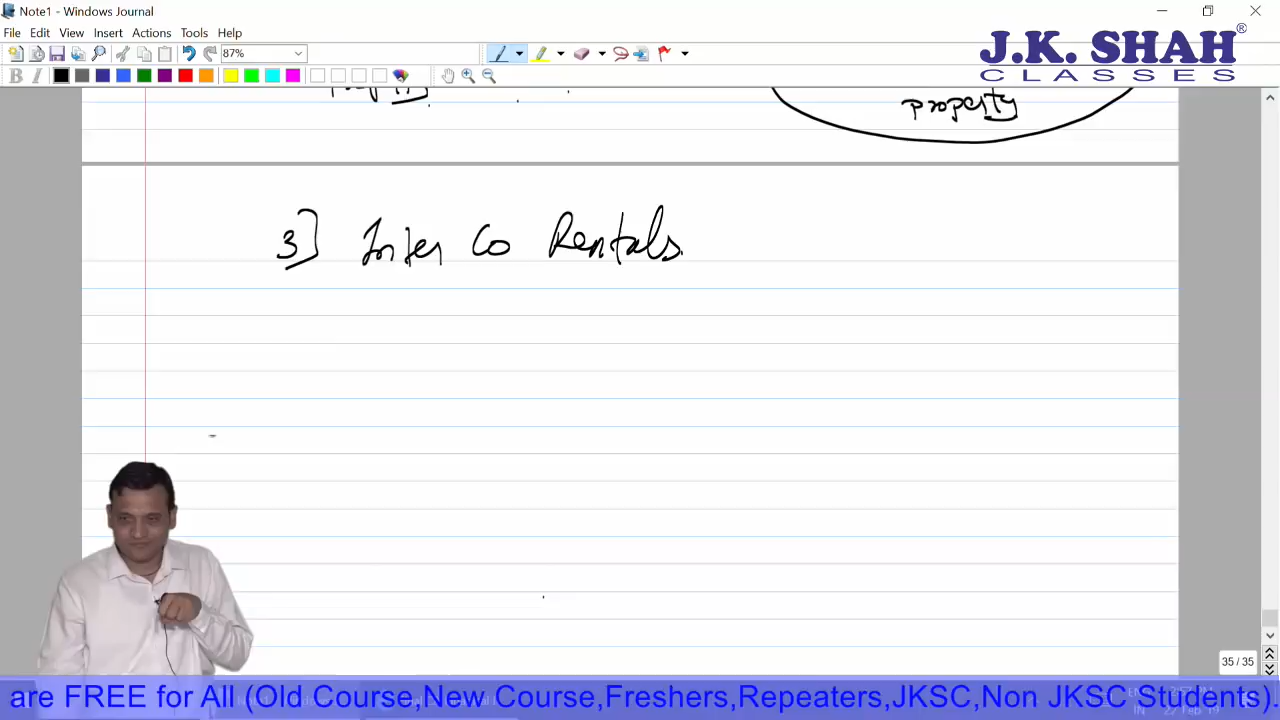 Note1 - Windows Journal
File Edit View Insert Actions Tools Help
87%
J.K. SHAH®
CLASSES
property
3] Inter Co Rentals
35 / 35
are FREE for All (Old Course,New Course,Freshers,Repeaters,JKSC,Non JKSC Students).